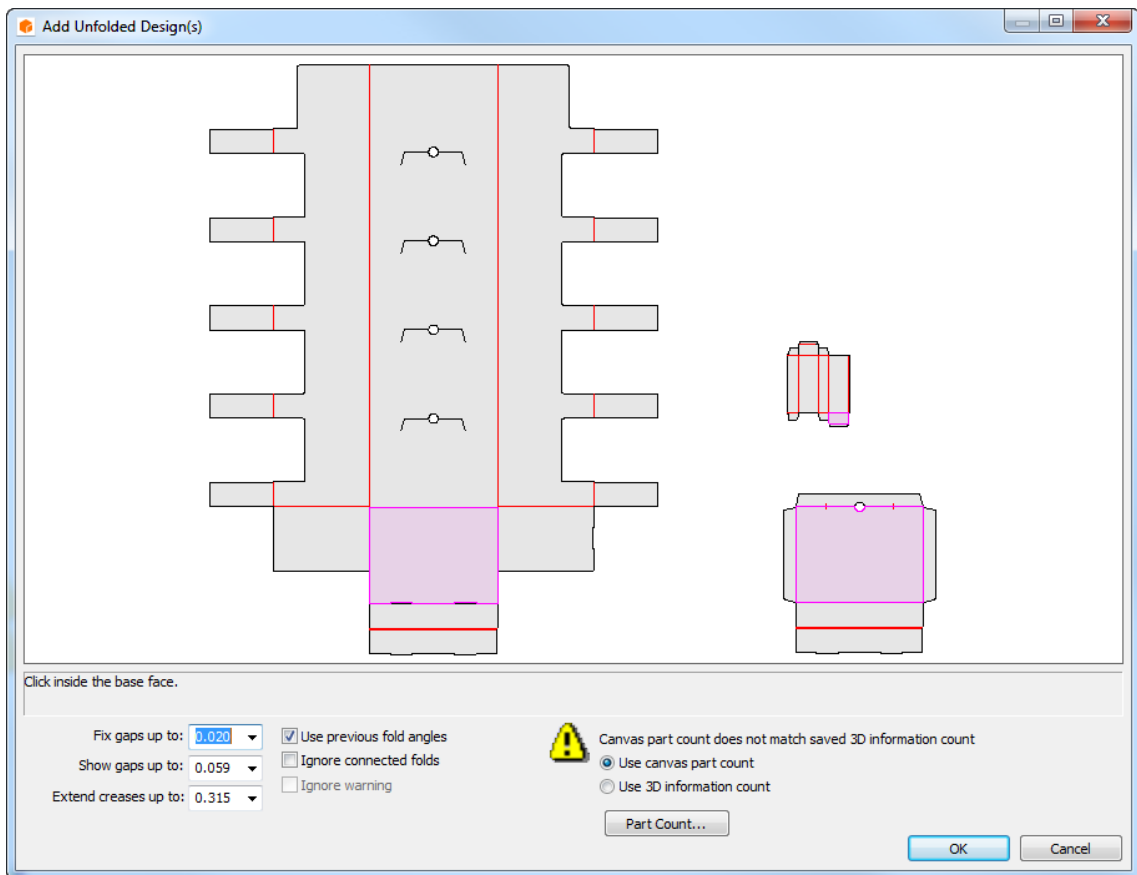 Add Unfolded Design(s)
Click inside the base face.
Fix gaps up to: 0.020
Show gaps up to: 0.059
Extend creases up to: 0.315
Use previous fold angles
Ignore connected folds
Ignore warning
Canvas part count does not match saved 3D information count
Use canvas part count
Use 3D information count
Part Count...
OK
Cancel